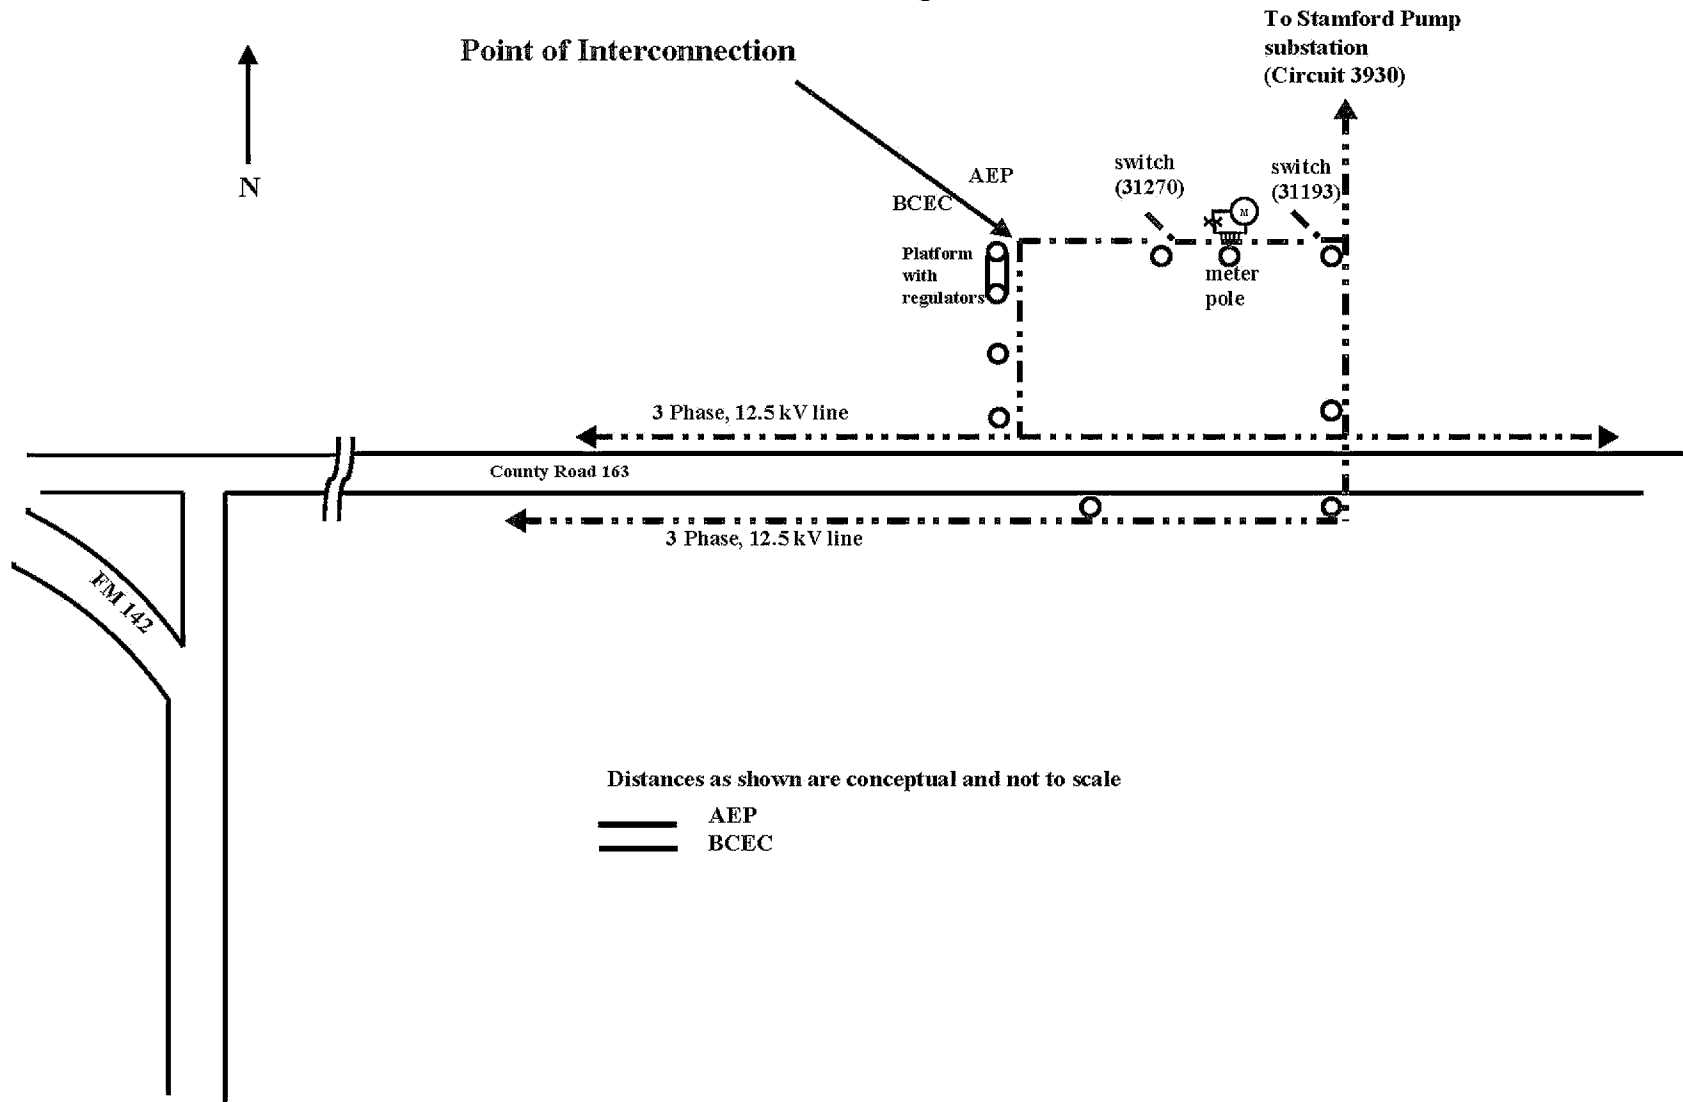 To Stamford Pump
substation
(Circuit 3930)
Point of Interconnection
N
AEP
BCEC
switch
(31270)
switch
(31193)
M
Platform
with
regulators
meter
pole
3 Phase, 12.5 kV line
County Road 163
3 Phase, 12.5 kV line
FM 142
Distances as shown are conceptual and not to scale
AEP
BCEC